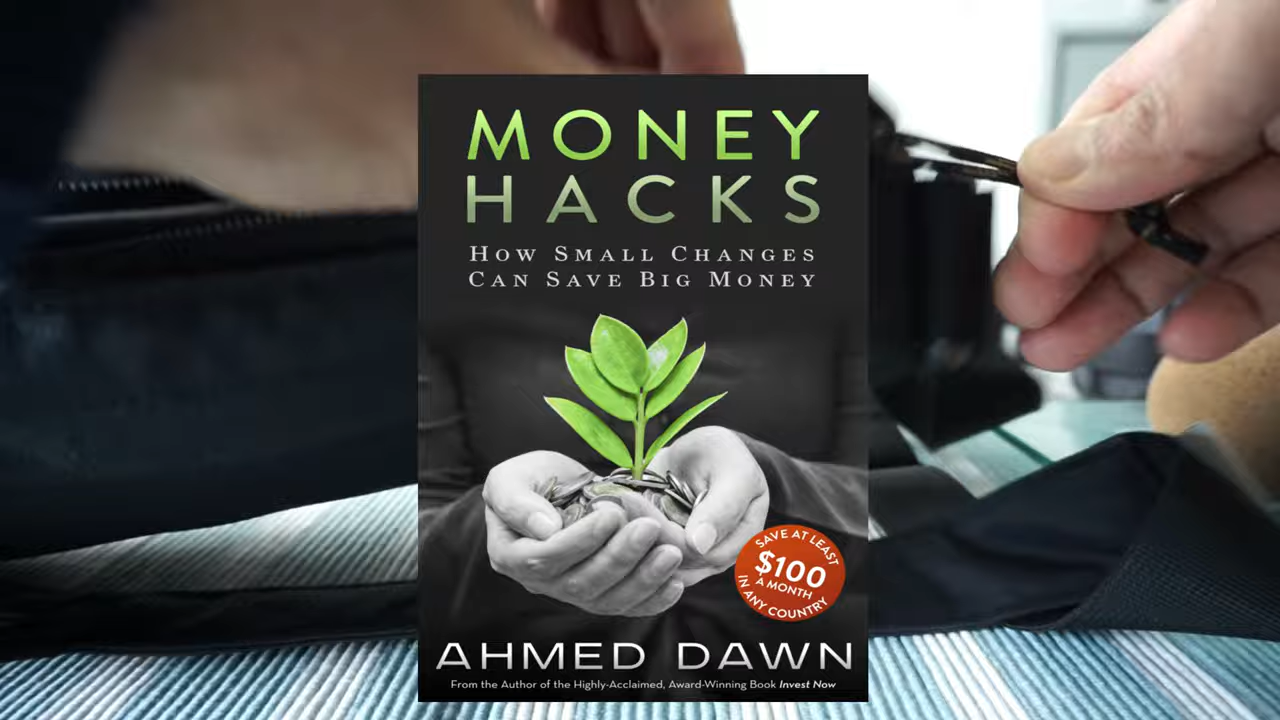 MONEY
HACKS
HOW SMALL CHANGES
CAN SAVE BIG MONEY
SAVE AT LEAST
$100
A MONTH
IN ANY COUNTRY
AHMED DAWN
From the Author of the Highly-Acclaimed, Award-Winning Book Invest Now